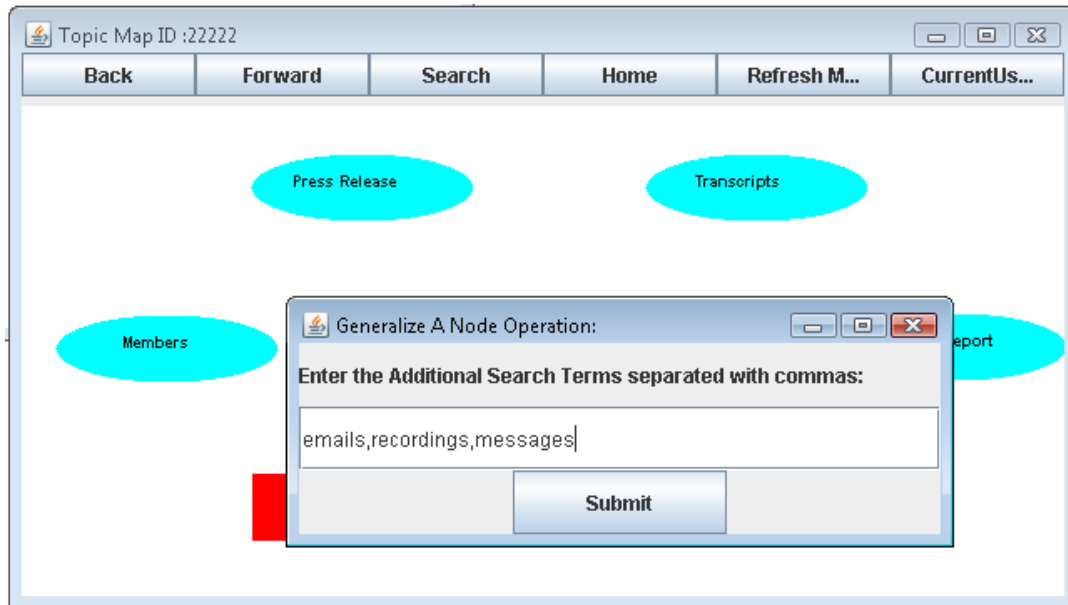 Topic Map ID :22222
Back Forward Search Home Refresh M... CurrentUs...
Press Release Transcripts
Generalize A Node Operation:
Members eport
Enter the Additional Search Terms separated with commas:
emails,recordings,messages
Submit